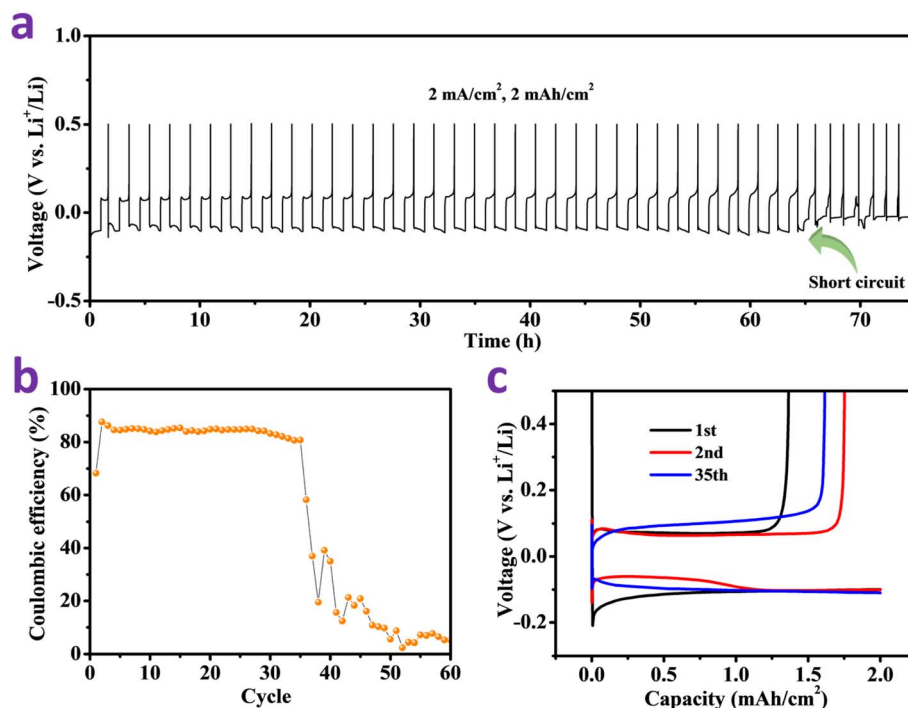 a
1.0
0.5
0.0
-0.5
Voltage (V vs. Li⁺/Li)
2 mA/cm², 2 mAh/cm²
Short circuit
0 10 20 30 40 50 60 70
Time (h)
b
100
80
60
40
20
0
Coulombic efficiency (%)
0 10 20 30 40 50 60
Cycle
c
0.4
0.2
0.0
-0.2
Voltage (V vs. Li⁺/Li)
1st
2nd
35th
0.0 0.5 1.0 1.5 2.0
Capacity (mAh/cm²)